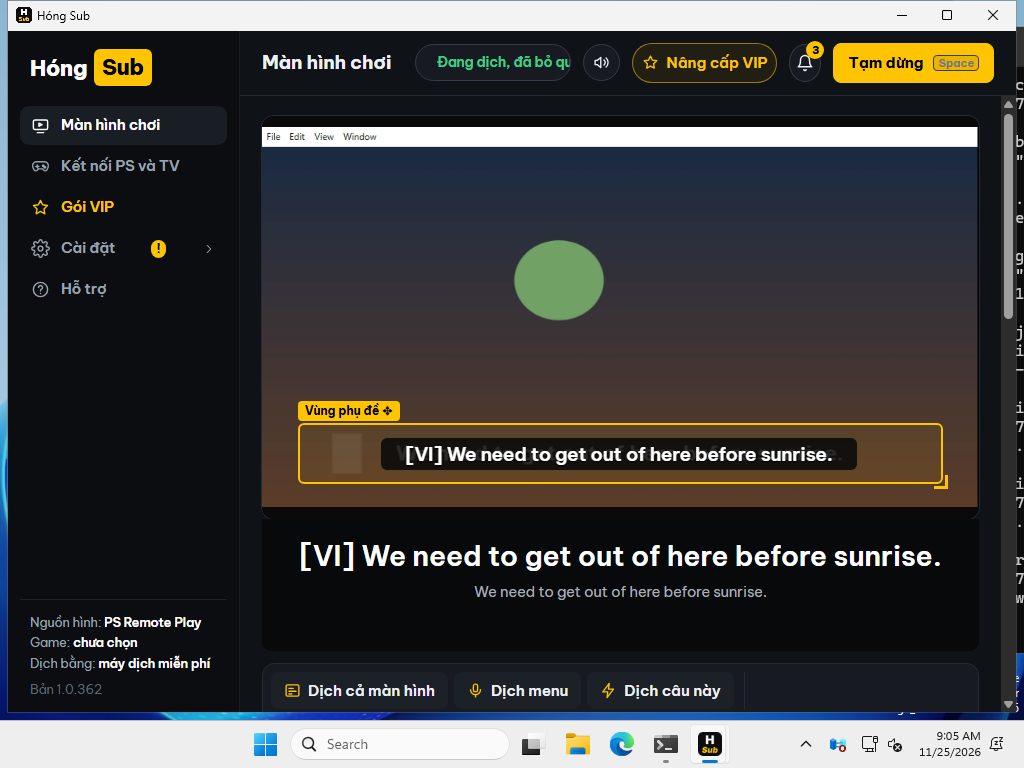 Hóng Sub
Hóng Sub
Màn hình chơi
Kết nối PS và TV
Gói VIP
Cài đặt !
Hỗ trợ
Nguồn hình: PS Remote Play
Game: chưa chọn
Dịch bằng: máy dịch miễn phí
Bản 1.0.362
Màn hình chơi
Đang dịch, đã bỏ qu
Nâng cấp VIP
3
Tạm dừng Space
File Edit View Window
Vùng phụ đề
[VI] We need to get out of here before sunrise.
[VI] We need to get out of here before sunrise.
We need to get out of here before sunrise.
Dịch cả màn hình
Dịch menu
Dịch câu này
Search
H
Sub
9:05 AM
11/25/2026